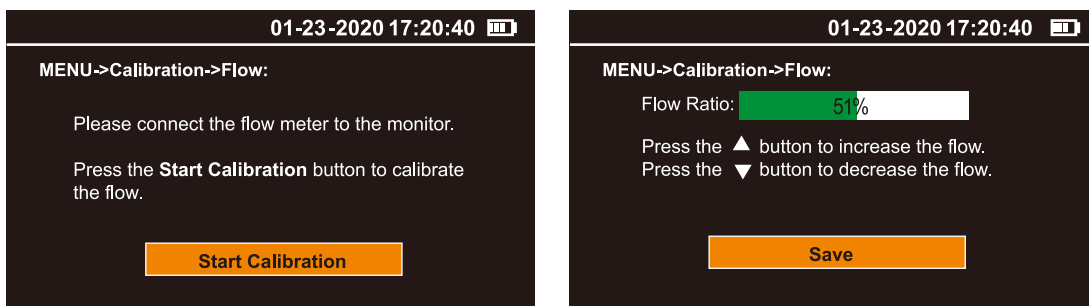 01-23-2020 17:20:40
MENU->Calibration->Flow:
Please connect the flow meter to the monitor.
Press the Start Calibration button to calibrate
the flow.
Start Calibration
01-23-2020 17:20:40
MENU->Calibration->Flow:
Flow Ratio: 51%
Press the ▲ button to increase the flow.
Press the ▼ button to decrease the flow.
Save